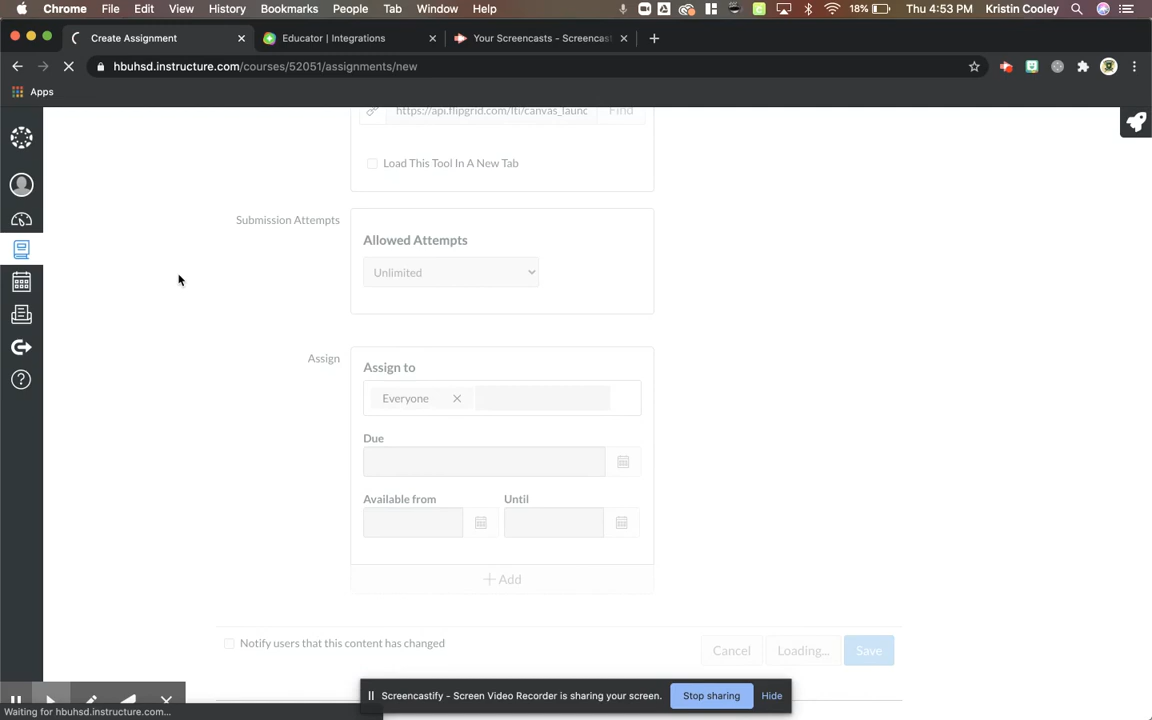 Chrome File Edit View History Bookmarks People Tab Window Help 18% Thu 4:53 PM Kristin Cooley
Create Assignment Educator | Integrations Your Screencasts - Screencast
hbuhsd.instructure.com/courses/52051/assignments/new
Apps
https://api.flipgrid.com/lti/canvas_launc Find
Load This Tool In A New Tab
Submission Attempts
Allowed Attempts
Unlimited
Assign
Assign to
Everyone
Due
Available from Until
+ Add
Notify users that this content has changed
Cancel Loading... Save
Screencastify - Screen Video Recorder is sharing your screen. Stop sharing Hide
Waiting for hbuhsd.instructure.com...